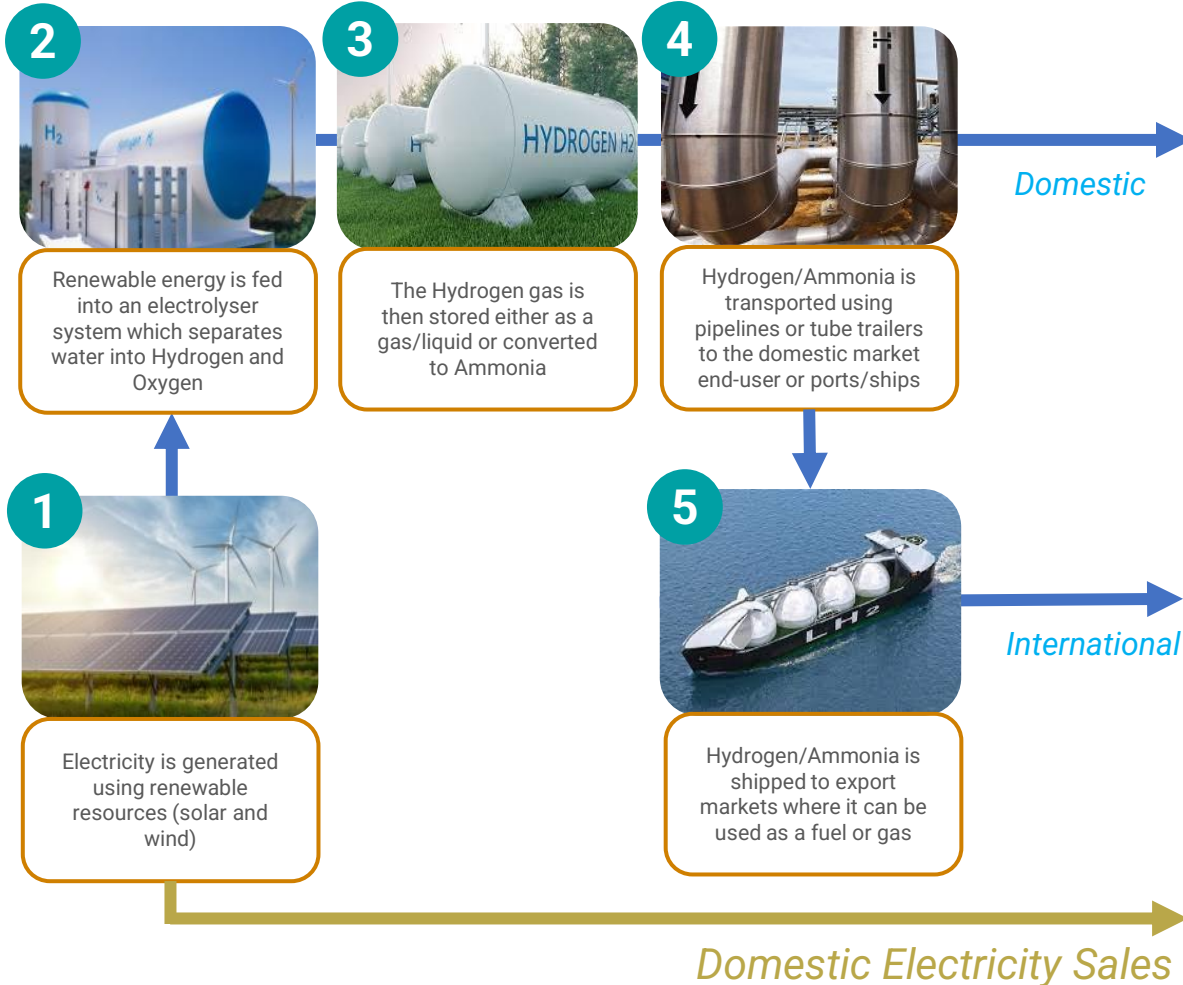 2
3
4
H2
Hydrogen H
H
HYDROGEN H2
Domestic
Renewable energy is fed
into an electrolyser
system which separates
water into Hydrogen and
Oxygen
The Hydrogen gas is
then stored either as a
gas/liquid or converted
to Ammonia
Hydrogen/Ammonia is
transported using
pipelines or tube trailers
to the domestic market
end-user or ports/ships
1
5
LH2
International
Electricity is generated
using renewable
resources (solar and
wind)
Hydrogen/Ammonia is
shipped to export
markets where it can be
used as a fuel or gas
Domestic Electricity Sales